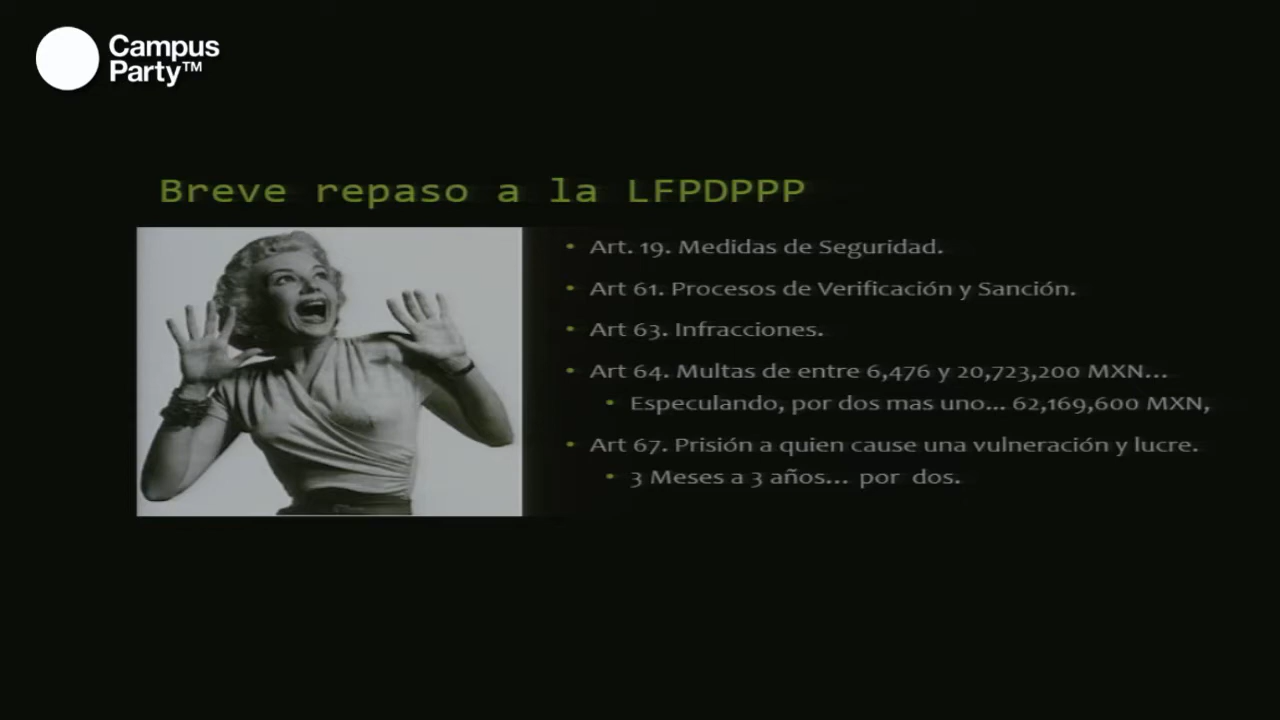 Campus
Party™
Breve repaso a la LFPDPPP
• Art. 19. Medidas de Seguridad.
• Art 61. Procesos de Verificación y Sanción.
• Art 63. Infracciones.
• Art 64. Multas de entre 6,476 y 20,723,200 MXN...
• Especulando, por dos mas uno... 62,169,600 MXN,
• Art 67. Prisión a quien cause una vulneración y lucre.
• 3 Meses a 3 años... por dos.